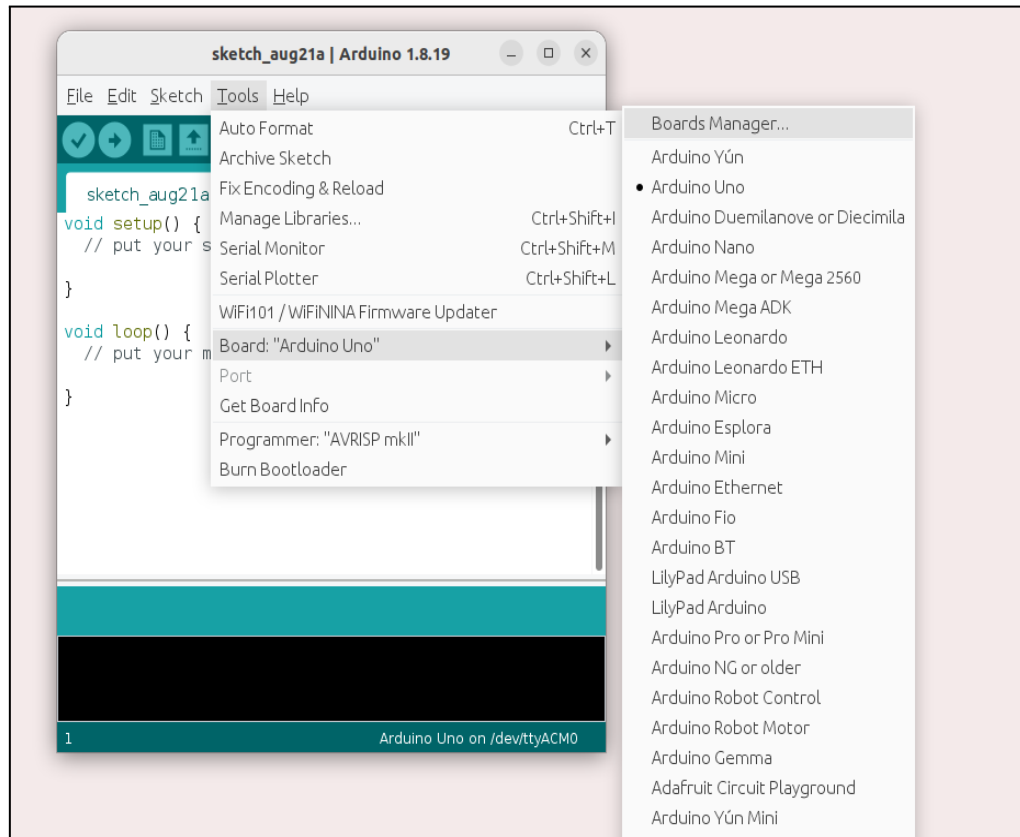 sketch_aug21a | Arduino 1.8.19
File Edit Sketch Tools Help
sketch_aug21a
void setup() {
// put your s
}
void loop() {
// put your m
}
1
Arduino Uno on /dev/ttyACM0
Auto Format Ctrl+T
Archive Sketch
Fix Encoding & Reload
Manage Libraries... Ctrl+Shift+I
Serial Monitor Ctrl+Shift+M
Serial Plotter Ctrl+Shift+L
WiFi101 / WiFiNINA Firmware Updater
Board: "Arduino Uno"
Port
Get Board Info
Programmer: "AVRISP mkII"
Burn Bootloader
Boards Manager...
Arduino Yún
Arduino Uno
Arduino Duemilanove or Diecimila
Arduino Nano
Arduino Mega or Mega 2560
Arduino Mega ADK
Arduino Leonardo
Arduino Leonardo ETH
Arduino Micro
Arduino Esplora
Arduino Mini
Arduino Ethernet
Arduino Fio
Arduino BT
LilyPad Arduino USB
LilyPad Arduino
Arduino Pro or Pro Mini
Arduino NG or older
Arduino Robot Control
Arduino Robot Motor
Arduino Gemma
Adafruit Circuit Playground
Arduino Yún Mini